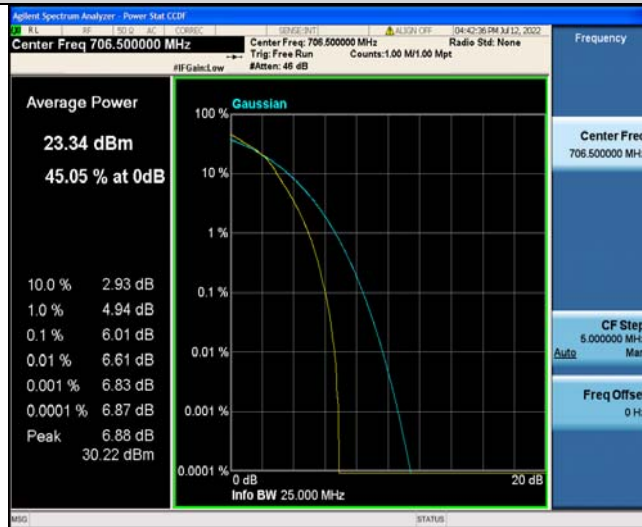 Agilent Spectrum Analyzer - Power Stat CCDF
RL RF 50 Ω AC CORREC SENSE:INT ALIGN OFF 04:42:36 PM Jul 12, 2022
Center Freq 706.500000 MHz
Center Freq: 706.500000 MHz Radio Std: None
Trig: Free Run Counts:1.00 M/1.00 Mpt
#IFGain:Low #Atten: 46 dB
Frequency
Average Power
23.34 dBm
45.05 % at 0dB
10.0 % 2.93 dB
1.0 % 4.94 dB
0.1 % 6.01 dB
0.01 % 6.61 dB
0.001 % 6.83 dB
0.0001 % 6.87 dB
Peak 6.88 dB
30.22 dBm
Gaussian
100 %
10 %
1 %
0.1 %
0.01 %
0.001 %
0.0001 %
0 dB 20 dB
Info BW 25.000 MHz
Center Freq
706.500000 MHz
CF Step
5.000000 MHz
Auto Man
Freq Offset
0 Hz
MSG STATUS